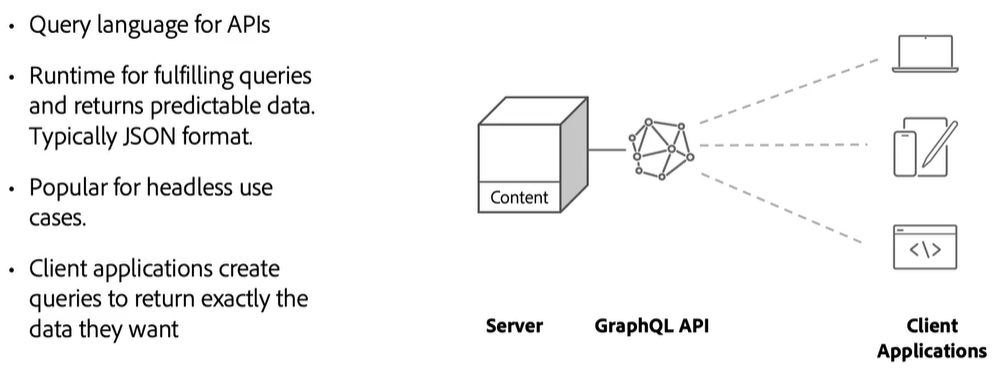 • Query language for APIs
• Runtime for fulfilling queries
and returns predictable data.
Typically JSON format.
• Popular for headless use
cases.
• Client applications create
queries to return exactly the
data they want
Content
<\>
Server
GraphQL API
Client
Applications